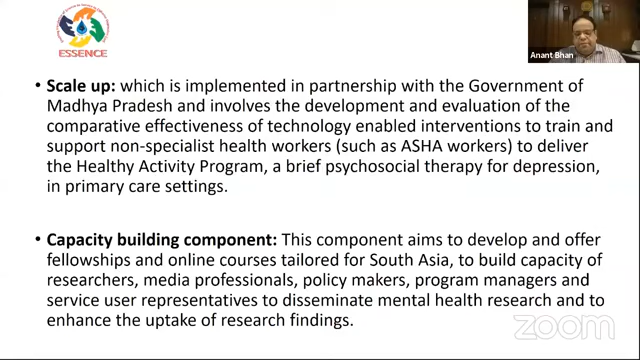 ESSENCE
Anant Bhan
• Scale up: which is implemented in partnership with the Government of
Madhya Pradesh and involves the development and evaluation of the
comparative effectiveness of technology enabled interventions to train and
support non-specialist health workers (such as ASHA workers) to deliver
the Healthy Activity Program, a brief psychosocial therapy for depression,
in primary care settings.
• Capacity building component: This component aims to develop and offer
fellowships and online courses tailored for South Asia, to build capacity of
researchers, media professionals, policy makers, program managers and
service user representatives to disseminate mental health research and to
enhance the uptake of research findings.
zoom